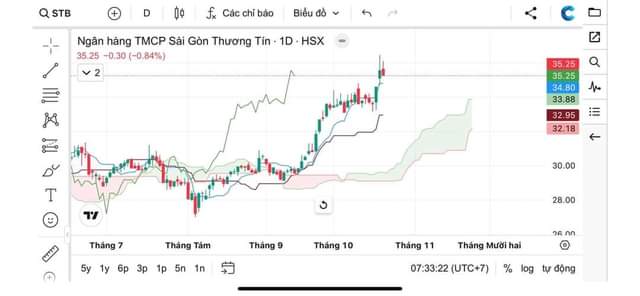 STB
D
Các chỉ báo
Biểu đồ
Ngân hàng TMCP Sài Gòn Thương Tín · 1D · HSX
35.25 −0.30 (−0.84%)
2
35.25
35.25
34.80
33.88
32.95
32.18
30.00
28.00
26.00
Tháng 7 Tháng Tám Tháng 9 Tháng 10 Tháng 11 Tháng Mười hai
5y 1y 6p 3p 1p 5n 1n
07:33:22 (UTC+7) % log tự động